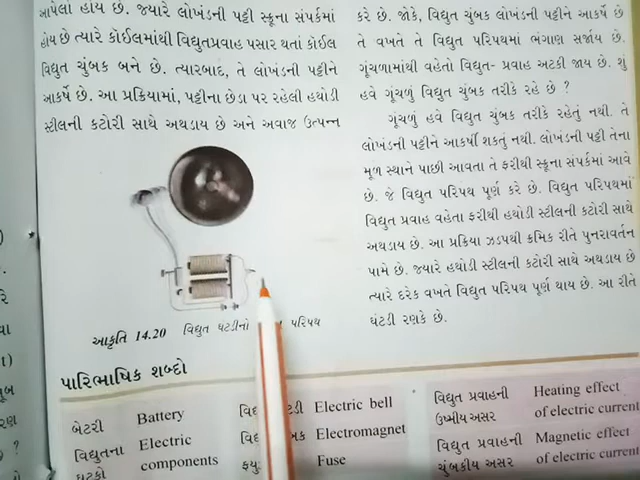 આપેલો હોય છે. જ્યારે લોખંડની પટ્ટી સ્ક્રૂના સંપર્કમાં
હોય છે ત્યારે કોઈલમાંથી વિદ્યુતપ્રવાહ પસાર થતાં કોઈલ
વિદ્યુત ચુંબક બને છે. ત્યારબાદ, તે લોખંડની પટ્ટીને
આકર્ષે છે. આ પ્રક્રિયામાં, પટ્ટીના છેડા પર રહેલી હથોડી
સ્ટીલની કટોરી સાથે અથડાય છે અને અવાજ ઉત્પન્ન
આકૃતિ 14.20 વિદ્યુત ઘંટડીનો પરિપથ
કરે છે. જોકે, વિદ્યુત ચુંબક લોખંડની પટ્ટીને આકર્ષે છે
તે વખતે તે વિદ્યુત પરિપથમાં ભંગાણ સર્જાય છે.
ગૂંચળામાંથી વહેતો વિદ્યુત- પ્રવાહ અટકી જાય છે. શું
હવે ગૂંચળું વિદ્યુત ચુંબક તરીકે રહે છે ?
ગૂંચળું હવે વિદ્યુત ચુંબક તરીકે રહેતું નથી. તે
લોખંડની પટ્ટીને આકર્ષી શકતું નથી. લોખંડની પટ્ટી તેના
મૂળ સ્થાને પાછી આવતા તે ફરીથી સ્ક્રૂના સંપર્કમાં આવે
છે. જે વિદ્યુત પરિપથ પૂર્ણ કરે છે. વિદ્યુત પરિપથમાં
વિદ્યુત પ્રવાહ વહેતા ફરીથી હથોડી સ્ટીલની કટોરી સાથે
અથડાય છે. આ પ્રક્રિયા ઝડપથી ક્રમિક રીતે પુનરાવર્તન
પામે છે. જ્યારે હથોડી સ્ટીલની કટોરી સાથે અથડાય છે
ત્યારે દરેક વખતે વિદ્યુત પરિપથ પૂર્ણ થાય છે. આ રીતે
ઘંટડી રણકે છે.
પારિભાષિક શબ્દો
બેટરી Battery
વિદ્યુતના Electric
ઘટકો components
Electric bell
Electromagnet
Fuse
વિદ્યુત પ્રવાહની Heating effect
ઉષ્મીય અસર of electric current
વિદ્યુત પ્રવાહની Magnetic effect
ચુંબકીય અસર of electric current